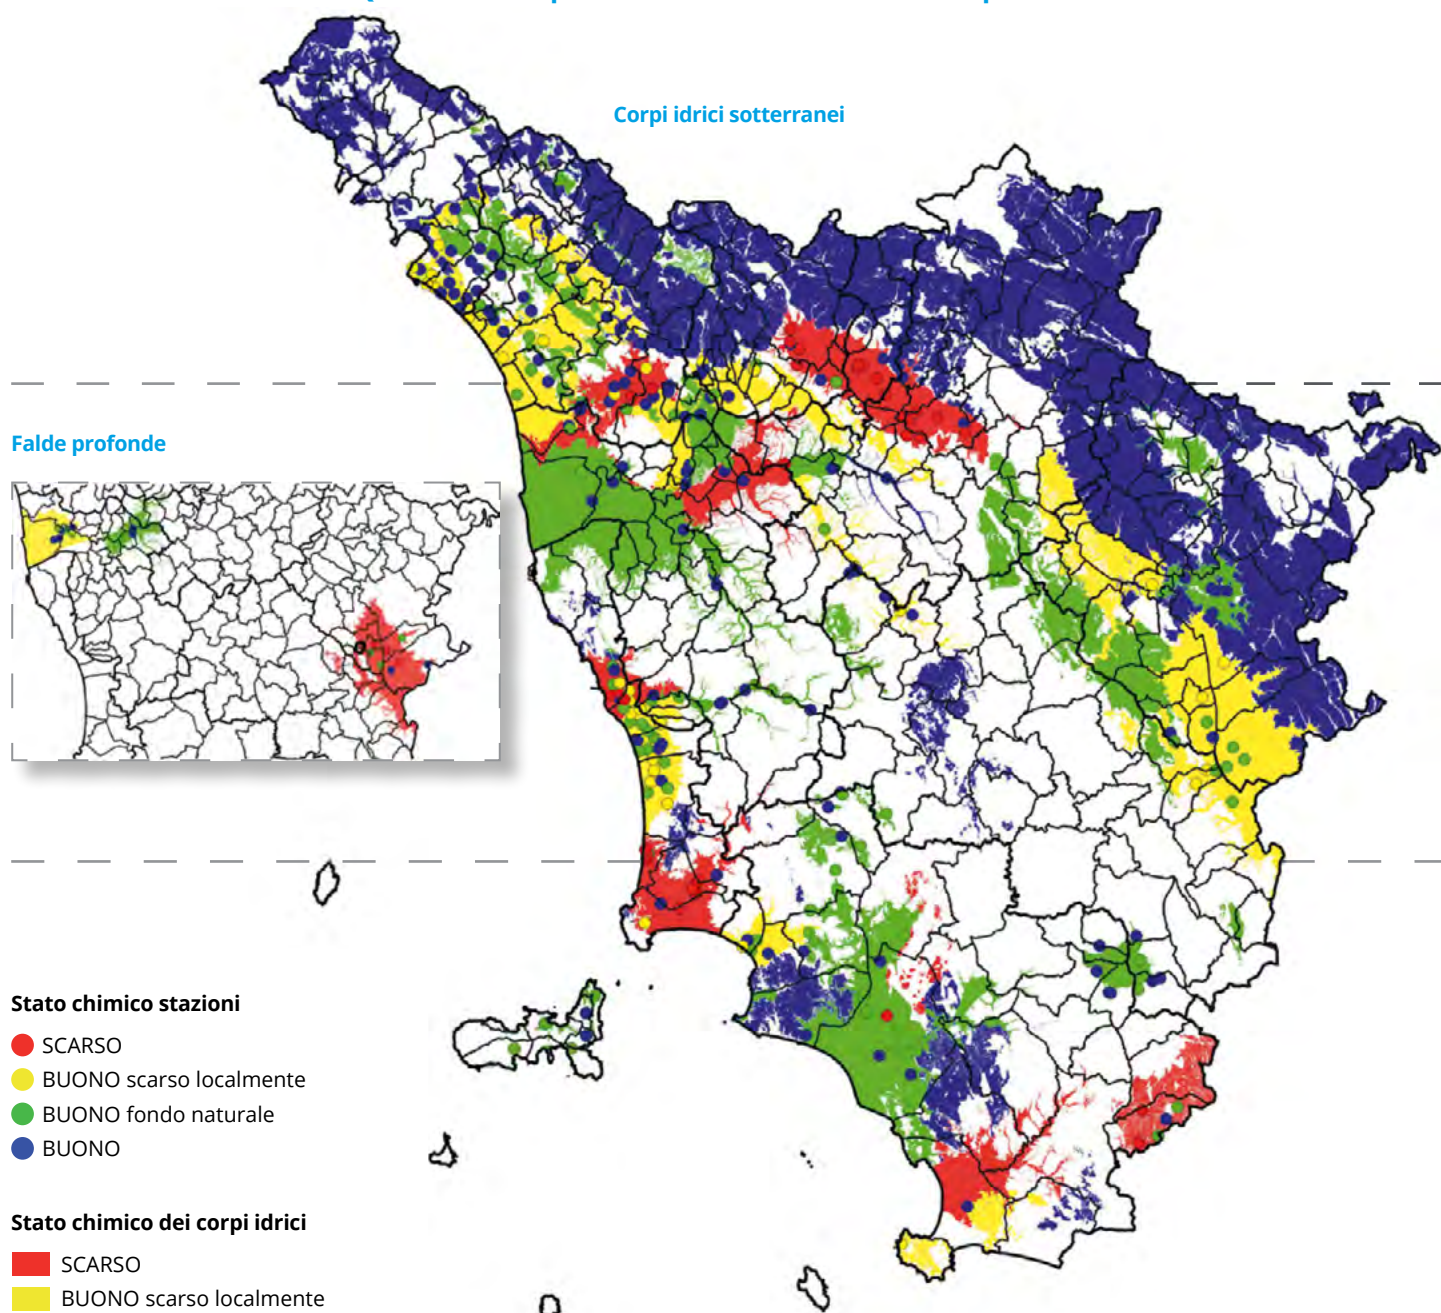 Corpi idrici sotterranei
Falde profonde
Stato chimico stazioni
SCARSO
BUONO scarso localmente
BUONO fondo naturale
BUONO
Stato chimico dei corpi idrici
SCARSO
BUONO scarso localmente